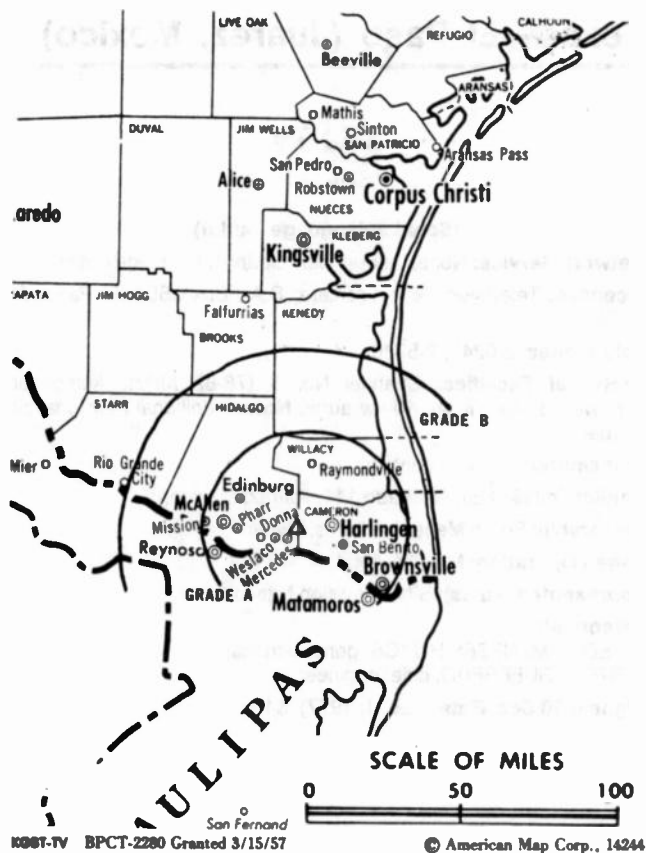 LIVE OAK
REFUGIO
CALHOUN
Beeville
ARANSAS
Mathis
Sinton
SAN PATRICIO
DUVAL
JIM WELLS
Aransas Pass
San Pedro
Robstown
Alice
Corpus Christi
NUECES
aredo
KLEBERG
Kingsville
APATA
JIM HOGG
Falfurrias
KENEDY
BROOKS
STARR
HIDALGO
GRADE B
WILLACY
Mier
Rio Grande
City
Raymondville
Edinburg
McAllen
Pharr
Donna
CAMERON
Mission
Harlingen
Reynosa
Weslaco
Mercedes
San Benito
Brownsville
GRADE A
Matamoros
AULIPAS
SCALE OF MILES
0 50 100
San Fernand
KGBT-TV BPCT-2280 Granted 3/15/57
© American Map Corp., 14244